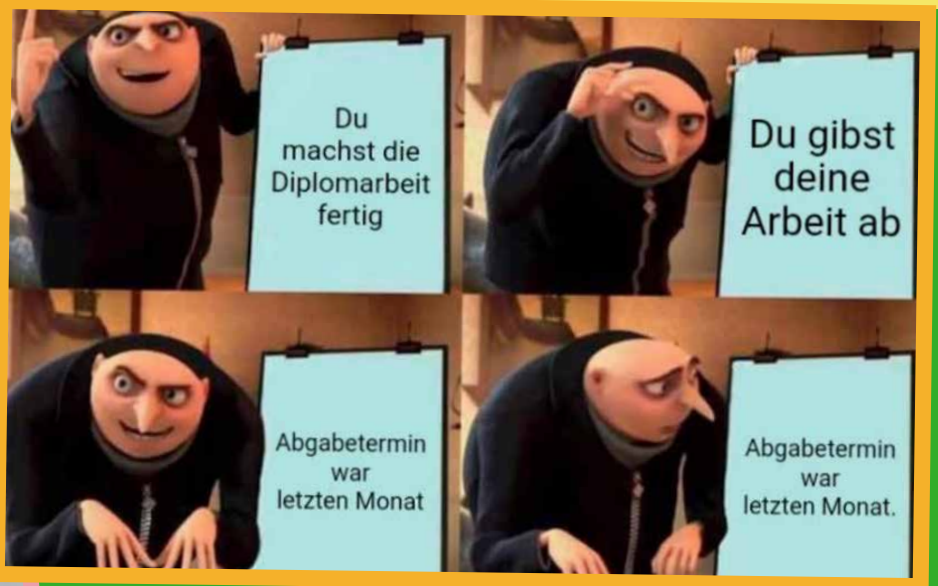 Du
machst die
Diplomarbeit
fertig
Du gibst
deine
Arbeit ab
Abgabetermin
war
letzten Monat
Abgabetermin
war
letzten Monat.